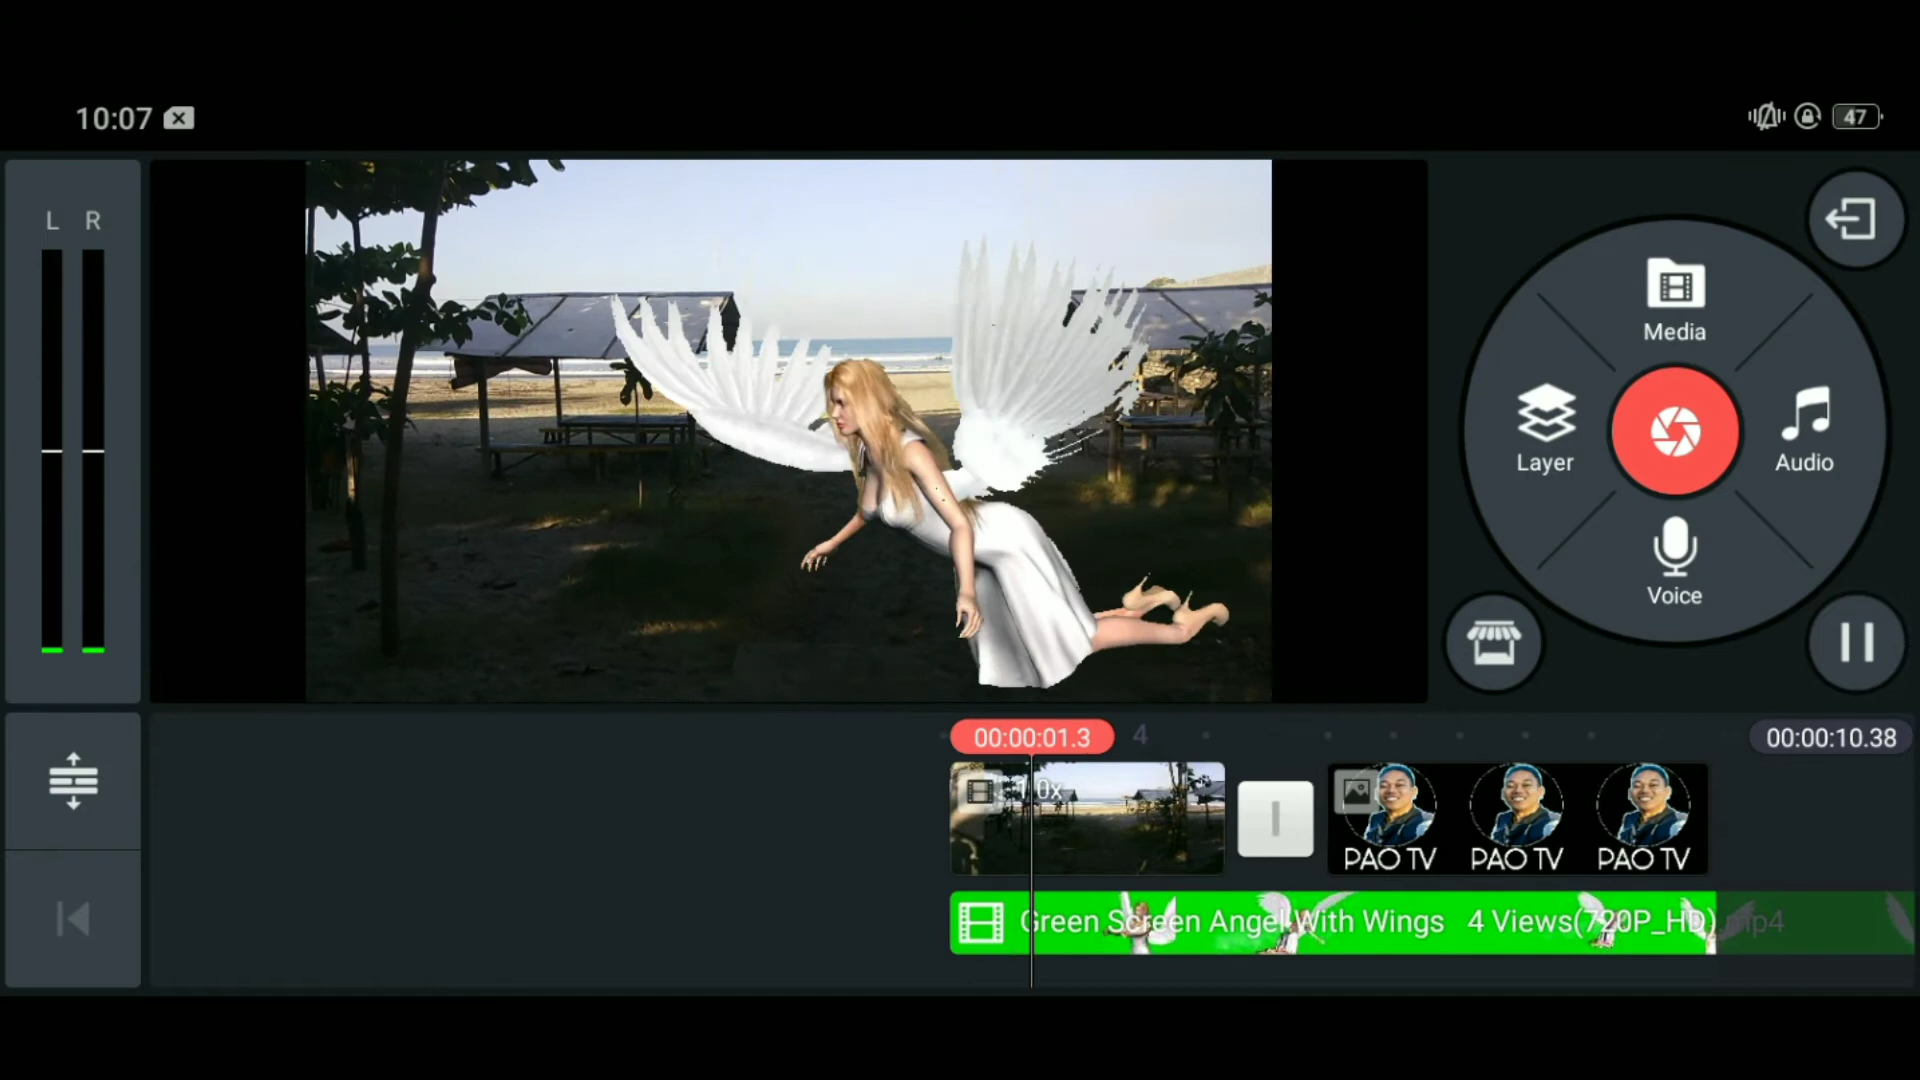 10:07
47
L R
Media
Layer
Audio
Voice
00:00:01.3
4
00:00:10.38
1.0x
PAO TV PAO TV PAO TV
Green Screen Angel With Wings 4 Views(720P_HD).mp4